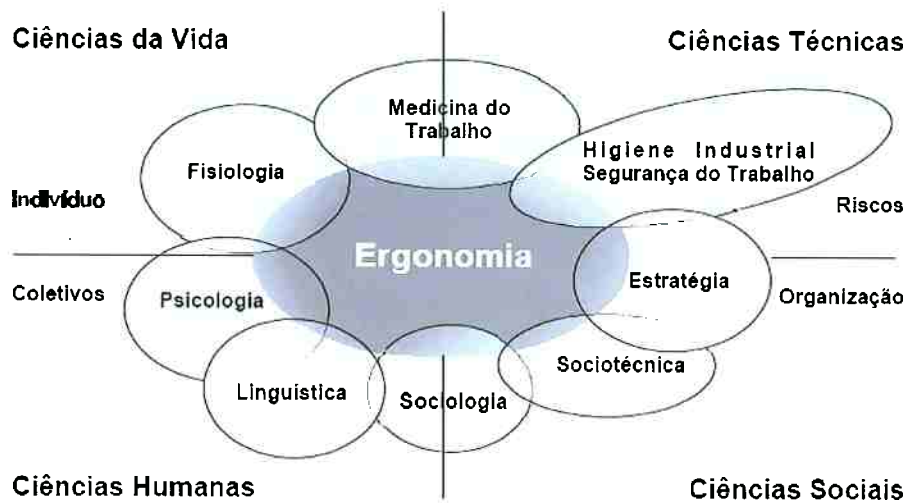 Ciências da Vida
Ciências Técnicas
Medicina do
Trabalho
Higiene Industrial
Segurança do Trabalho
Fisiologia
Indivíduo
Riscos
Ergonomia
Coletivos
Psicologia
Estratégia
Organização
Linguística
Sociologia
Sociotécnica
Ciências Humanas
Ciências Sociais